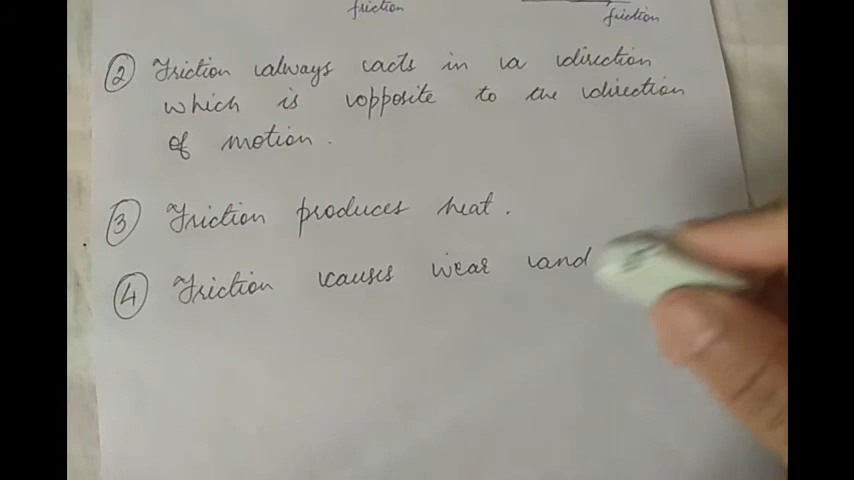 friction
friction
② Friction always acts in a direction
which is opposite to the direction
of motion.
③ Friction produces heat.
④ Friction causes wear and